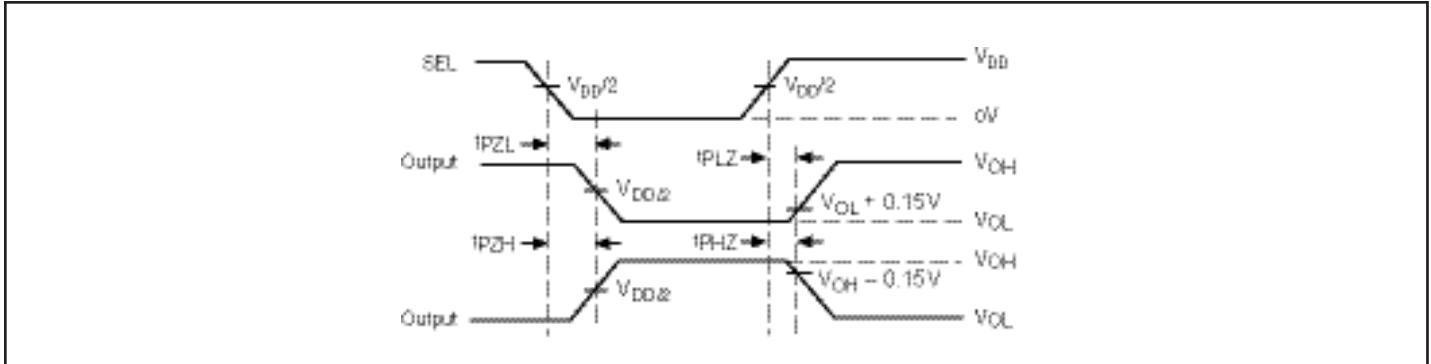 SEL
VDD/2
VDD/2
VDD
0V
tPZL
tPLZ
Output
VDD/2
VOH
VOL + 0.15V
VOL
tPZH
tPHZ
VOH
VDD/2
VOH – 0.15V
Output
VOL